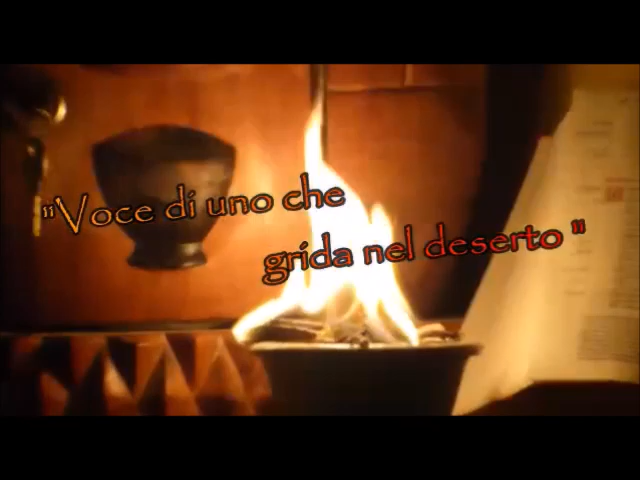 "Voce di uno che
grida nel deserto "